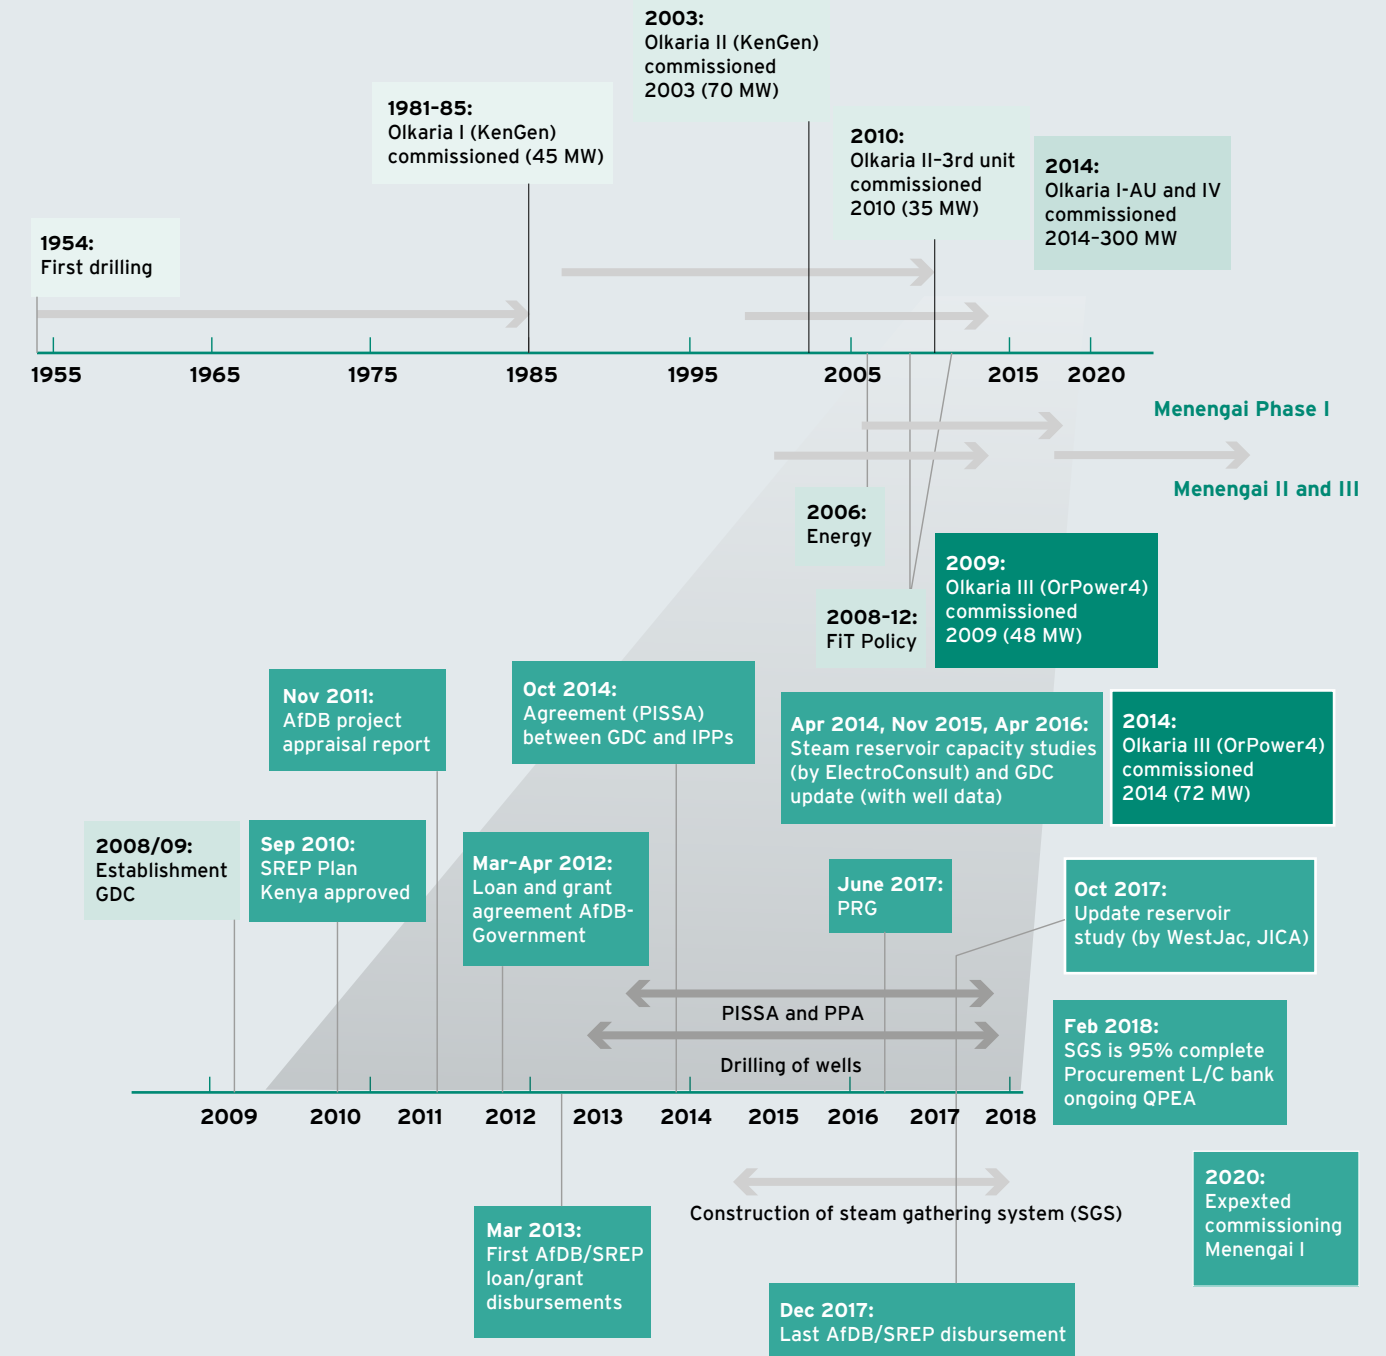 2003:
Olkaria II (KenGen)
commissioned
2003 (70 MW)
1981–85:
Olkaria I (KenGen)
commissioned (45 MW)
2010:
Olkaria II–3rd unit
commissioned
2010 (35 MW)
2014:
Olkaria I-AU and IV
commissioned
2014–300 MW
1954:
First drilling
1955 1965 1975 1985 1995 2005 2015 2020
Menengai Phase I
Menengai II and III
2006:
Energy
2009:
Olkaria III (OrPower4)
commissioned
2009 (48 MW)
2008–12:
FiT Policy
Nov 2011:
AfDB project
appraisal report
Oct 2014:
Agreement (PISSA)
between GDC and IPPs
Apr 2014, Nov 2015, Apr 2016:
Steam reservoir capacity studies
(by ElectroConsult) and GDC
update (with well data)
2014:
Olkaria III (OrPower4)
commissioned
2014 (72 MW)
2008/09:
Establishment
GDC
Sep 2010:
SREP Plan
Kenya approved
Mar–Apr 2012:
Loan and grant
agreement AfDB-
Government
June 2017:
PRG
Oct 2017:
Update reservoir
study (by WestJac, JICA)
PISSA and PPA
Drilling of wells
Feb 2018:
SGS is 95% complete
Procurement L/C bank
ongoing QPEA
2009 2010 2011 2012 2013 2014 2015 2016 2017 2018
Construction of steam gathering system (SGS)
2020:
Expexted
commissioning
Menengai I
Mar 2013:
First AfDB/SREP
loan/grant
disbursements
Dec 2017:
Last AfDB/SREP disbursement